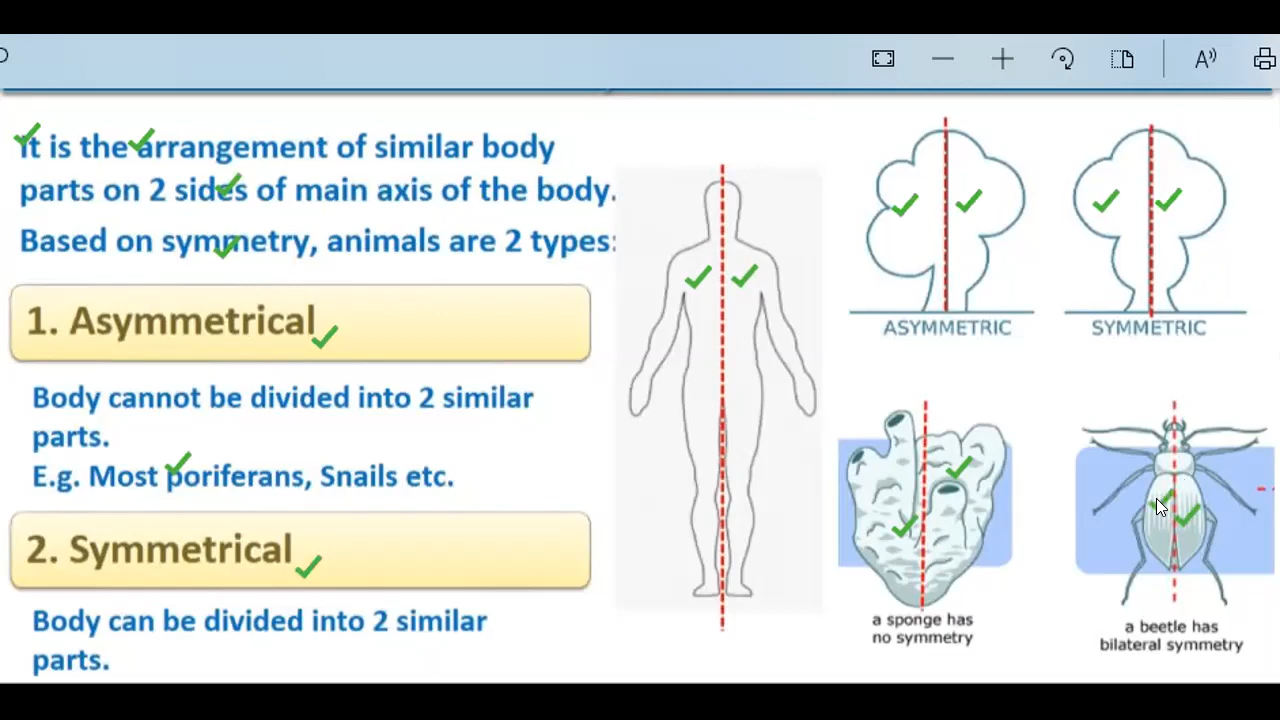 It is the arrangement of similar body
parts on 2 sides of main axis of the body.
Based on symmetry, animals are 2 types:
1. Asymmetrical
Body cannot be divided into 2 similar
parts.
E.g. Most poriferans, Snails etc.
2. Symmetrical
Body can be divided into 2 similar
parts.
ASYMMETRIC
SYMMETRIC
a sponge has
no symmetry
a beetle has
bilateral symmetry